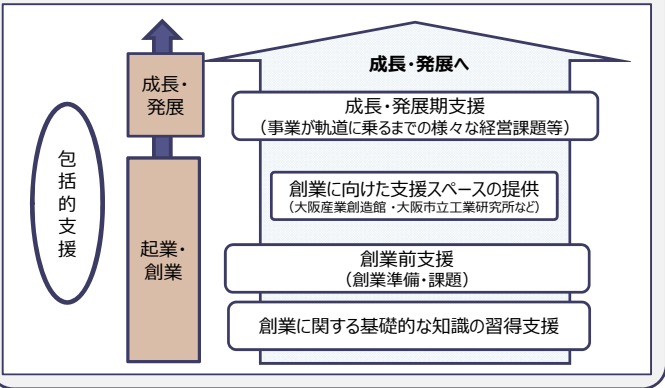 包括的支援
成長・
発展
起業・
創業
成長・発展へ
成長・発展期支援
（事業が軌道に乗るまでの様々な経営課題等）
創業に向けた支援スペースの提供
（大阪産業創造館・大阪市立工業研究所など）
創業前支援
（創業準備・課題）
創業に関する基礎的な知識の習得支援